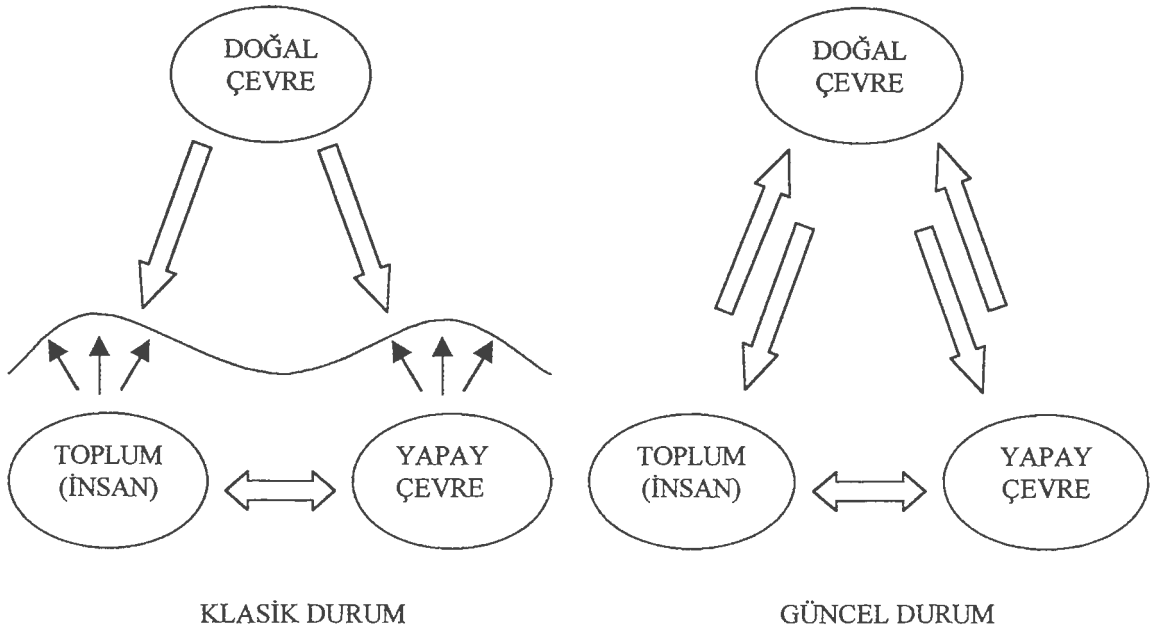 DOĞAL
ÇEVRE
TOPLUM
(İNSAN)
YAPAY
ÇEVRE
KLASİK DURUM
DOĞAL
ÇEVRE
TOPLUM
(İNSAN)
YAPAY
ÇEVRE
GÜNCEL DURUM